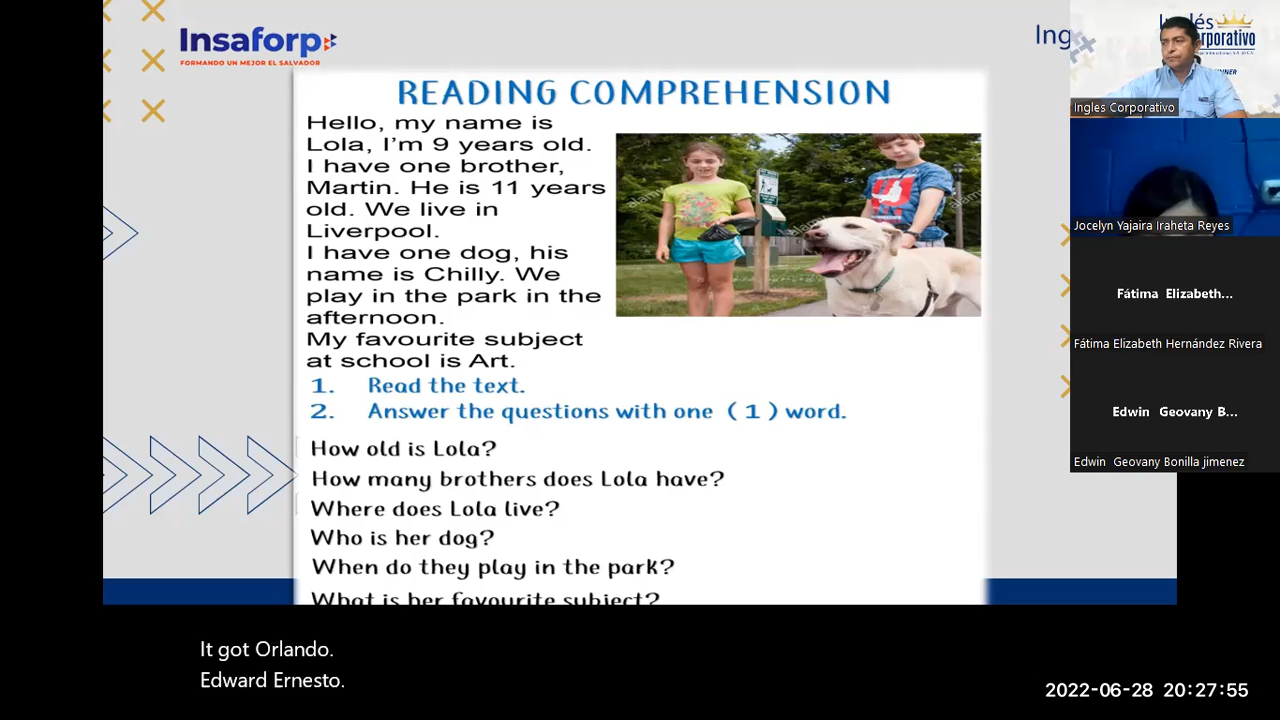 Insaforp
FORMANDO UN MEJOR EL SALVADOR
Ing
READING COMPREHENSION
Hello, my name is
Lola, I'm 9 years old.
I have one brother,
Martin. He is 11 years
old. We live in
Liverpool.
I have one dog, his
name is Chilly. We
play in the park in the
afternoon.
My favourite subject
at school is Art.
1. Read the text.
2. Answer the questions with one ( 1 ) word.
How old is Lola?
How many brothers does Lola have?
Where does Lola live?
Who is her dog?
When do they play in the park?
What is her favourite subject?
Ingles Corporativo
Jocelyn Yajaira Iraheta Reyes
Fátima Elizabeth...
Fátima Elizabeth Hernández Rivera
Edwin Geovany B...
Edwin Geovany Bonilla jimenez
It got Orlando.
Edward Ernesto.
2022-06-28 20:27:55